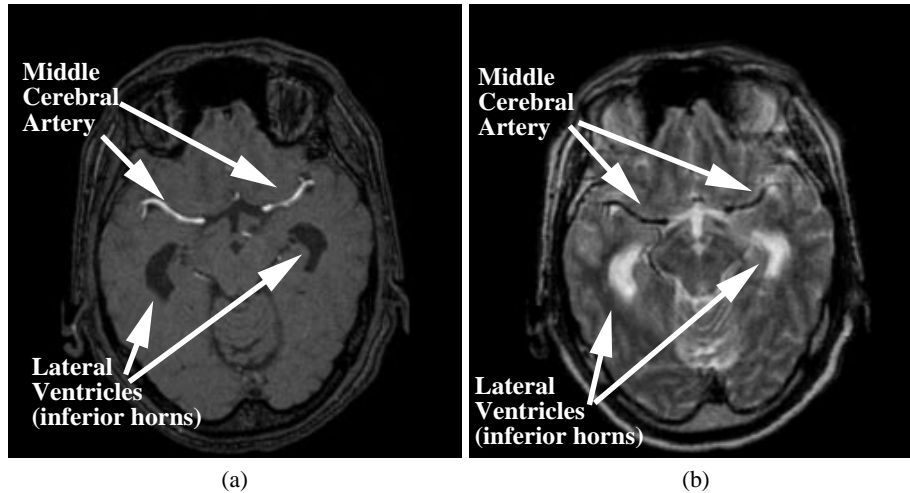 Middle
Cerebral
Artery
Lateral
Ventricles
(inferior horns)
(a)
Middle
Cerebral
Artery
Lateral
Ventricles
(inferior horns)
(b)